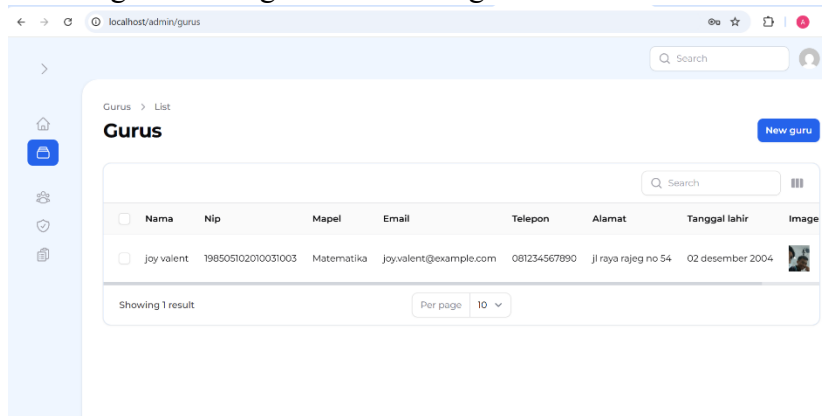 localhost/admin/gurus
A
Search
Gurus > List
Gurus
New guru
Search
Nama Nip Mapel Email Telepon Alamat Tanggal lahir Image
joy valent 198505102010031003 Matematika joy.valent@example.com 081234567890 jl raya rajeg no 54 02 desember 2004
Showing 1 result
Per page 10